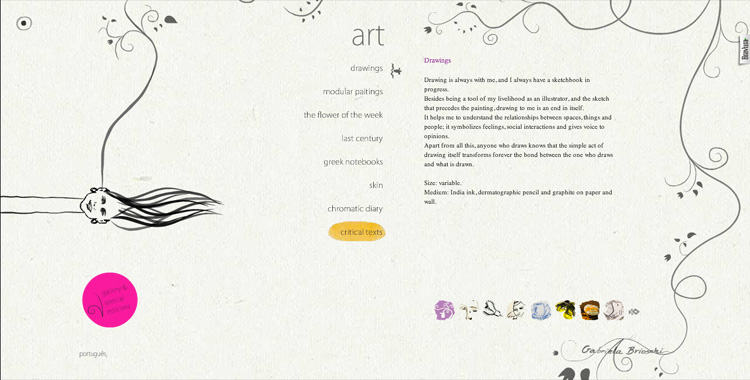 art
drawings
modular paitings
the flower of the week
last century
greek notebooks
skin
chromatic diary
critical texts
português
Drawings
Drawing is always with me, and I always have a sketchbook in
progress.
Besides being a tool of my livelihood as an illustrator, and the sketch
that precedes the painting, drawing to me is an end in itself.
It helps me to understand the relationships between spaces, things and
people; it symbolizes feelings, social interactions and gives voice to
opinions.
Apart from all this, anyone who draws knows that the simple act of
drawing itself transforms forever the bond between the one who draws
and what is drawn.
Size: variable.
Medium: India ink, dermatographic pencil and graphite on paper and
wall.
Gabriela Brioschi